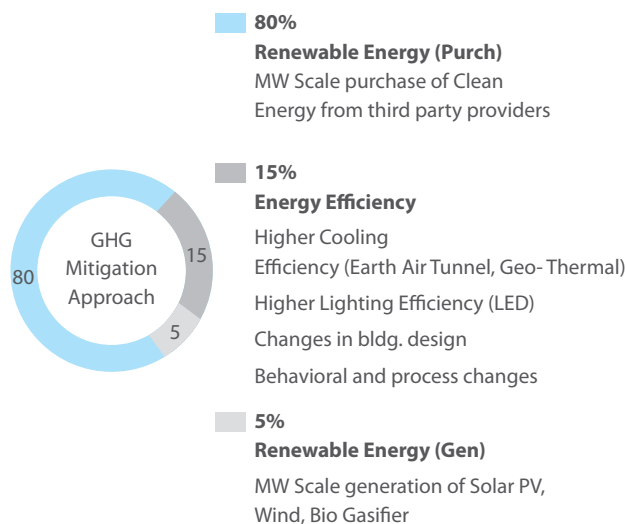 80%
Renewable Energy (Purch)
MW Scale purchase of Clean
Energy from third party providers
15%
Energy Efficiency
Higher Cooling
Efficiency (Earth Air Tunnel, Geo- Thermal)
Higher Lighting Efficiency (LED)
Changes in bldg. design
Behavioral and process changes
5%
Renewable Energy (Gen)
MW Scale generation of Solar PV,
Wind, Bio Gasifier
GHG
Mitigation
Approach
80
15
5